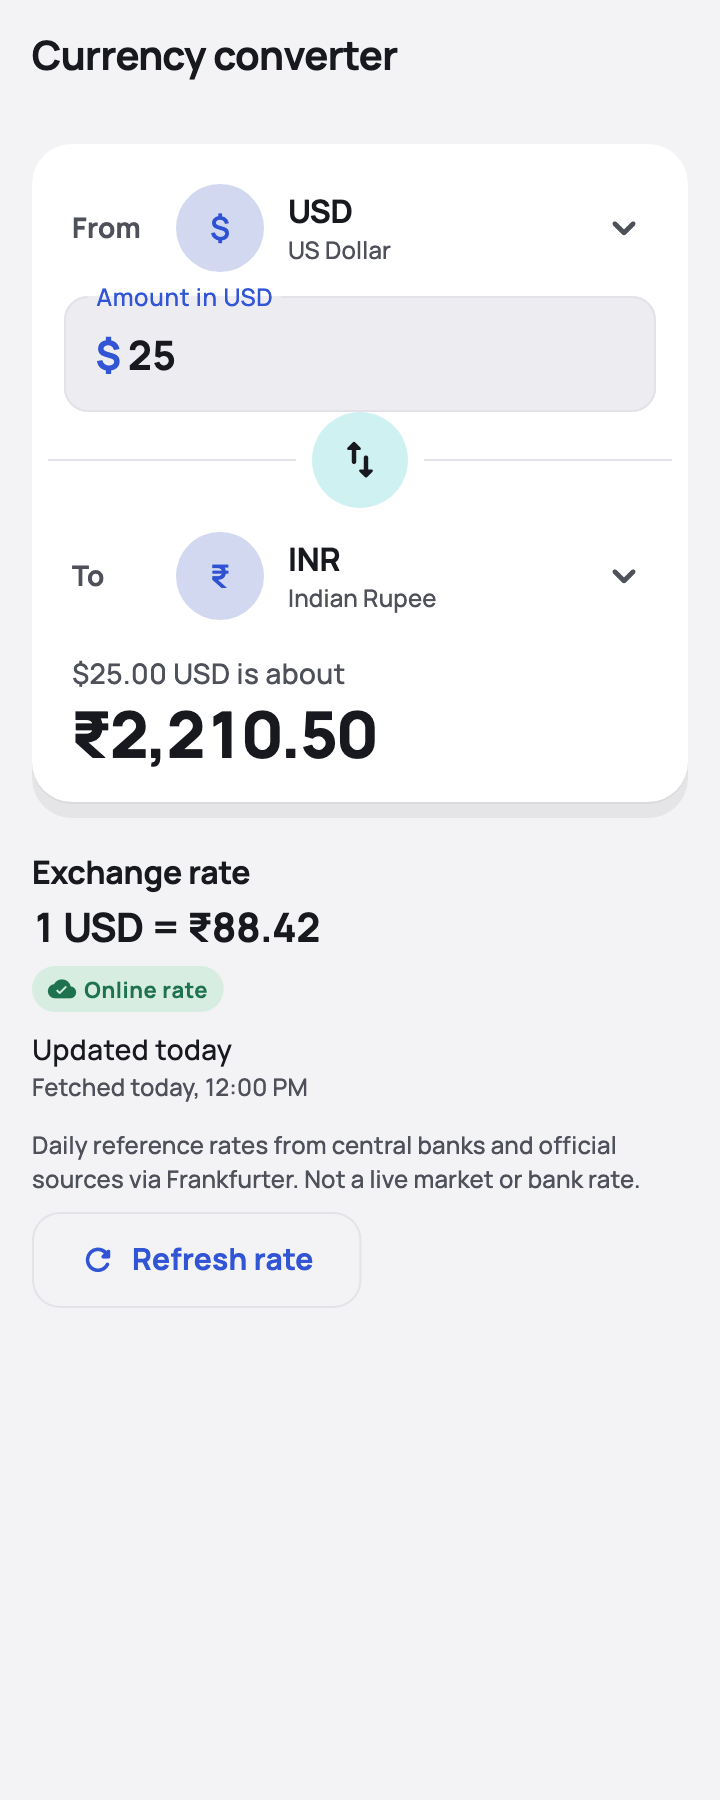 Currency converter
From
$
USD
US Dollar
Amount in USD
$ 25
To
₹
INR
Indian Rupee
$25.00 USD is about
₹2,210.50
Exchange rate
1 USD = ₹88.42
Online rate
Updated today
Fetched today, 12:00 PM
Daily reference rates from central banks and official
sources via Frankfurter. Not a live market or bank rate.
Refresh rate